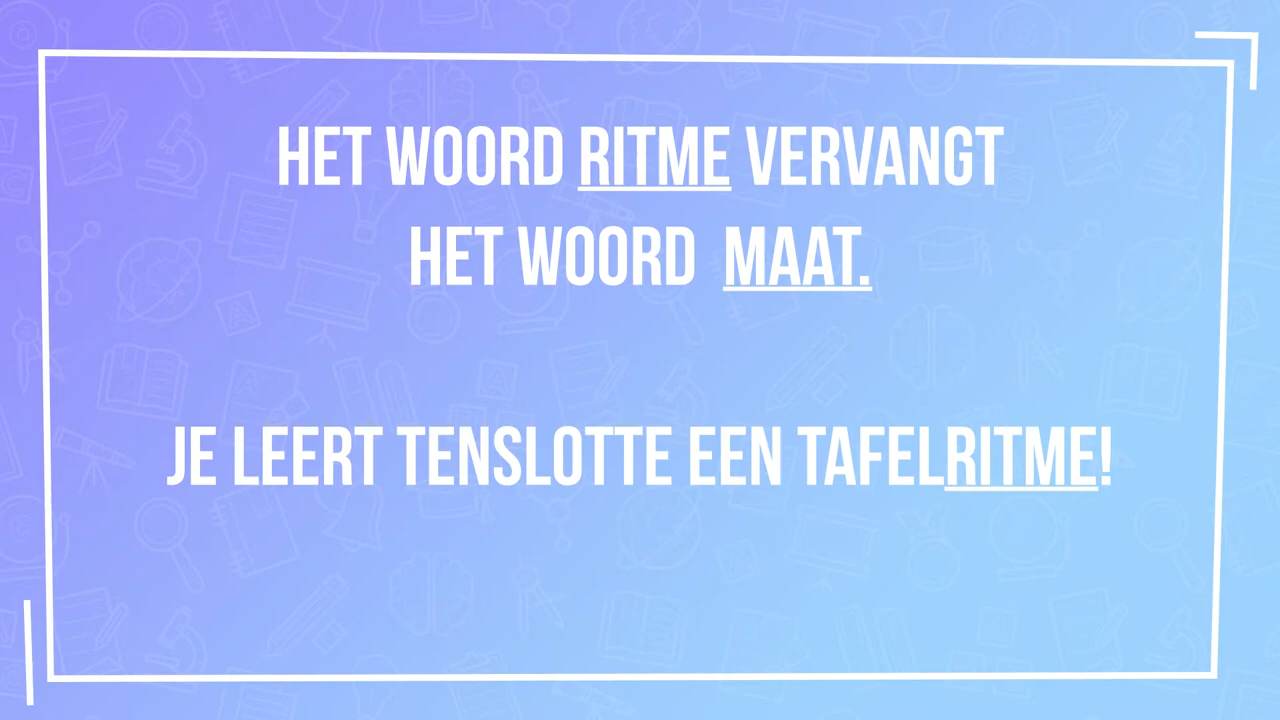 HET WOORD RITME VERVANGT
HET WOORD MAAT.
JE LEERT TENSLOTTE EEN TAFELRITME!